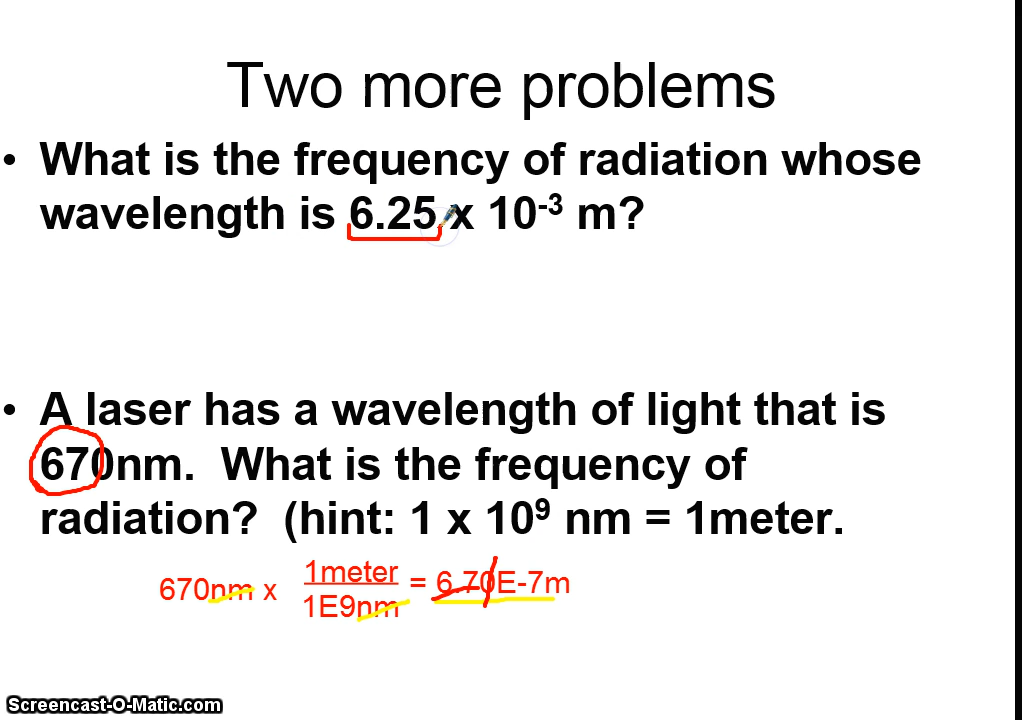 Two more problems
• What is the frequency of radiation whose
wavelength is 6.25 x 10⁻³ m?
• A laser has a wavelength of light that is
670nm. What is the frequency of
radiation? (hint: 1 x 10⁹ nm = 1meter.
670nm x 1meter = 6.70E-7m
1E9nm
Screencast-O-Matic.com